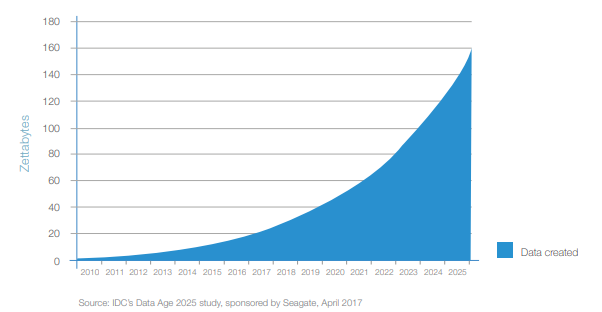 180
160
140
120
100
80
60
40
20
0
Zettabytes
2010 2011 2012 2013 2014 2015 2016 2017 2018 2019 2020 2021 2022 2023 2024 2025
Data created
Source: IDC's Data Age 2025 study, sponsored by Seagate, April 2017